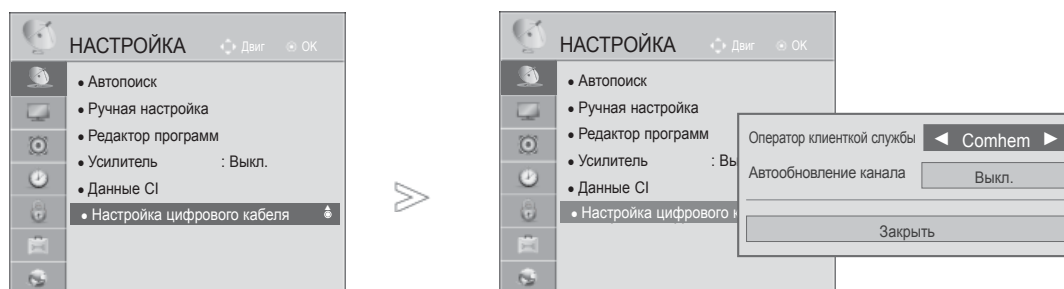 НАСТРОЙКА Двиг OK
• Автопоиск
• Ручная настройка
• Редактор программ
• Усилитель : Выкл.
• Данные CI
• Настройка цифрового кабеля
НАСТРОЙКА Двиг OK
• Автопоиск
• Ручная настройка
• Редактор программ
• Усилитель : Вы
• Данные CI
• Настройка цифрового к
Оператор клиенткой службы ◄ Comhem ►
Автообновление канала Выкл.
Закрыть